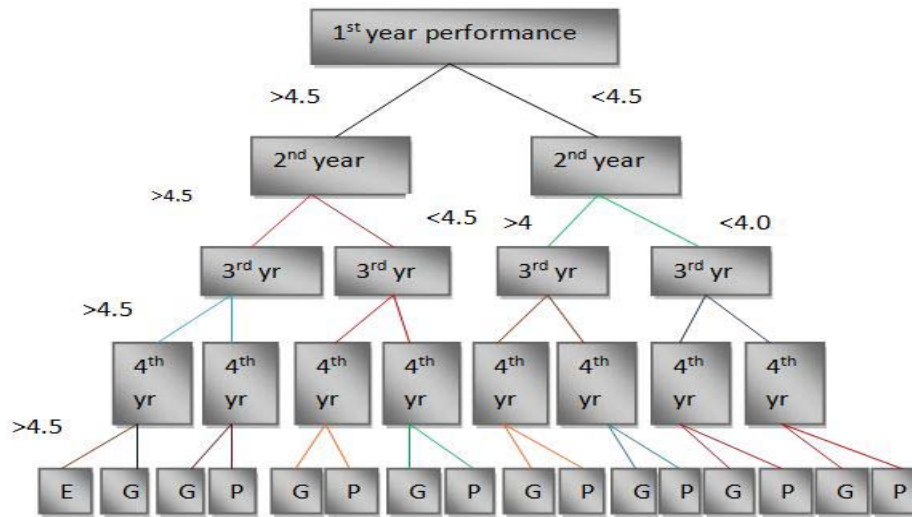 1st year performance
>4.5 <4.5
2nd year 2nd year
>4.5 <4.5 >4 <4.0
3rd yr 3rd yr 3rd yr 3rd yr
>4.5
4th 4th 4th 4th 4th 4th 4th 4th
yr yr yr yr yr yr yr yr
>4.5
E G G P G P G P G P G P G P G P